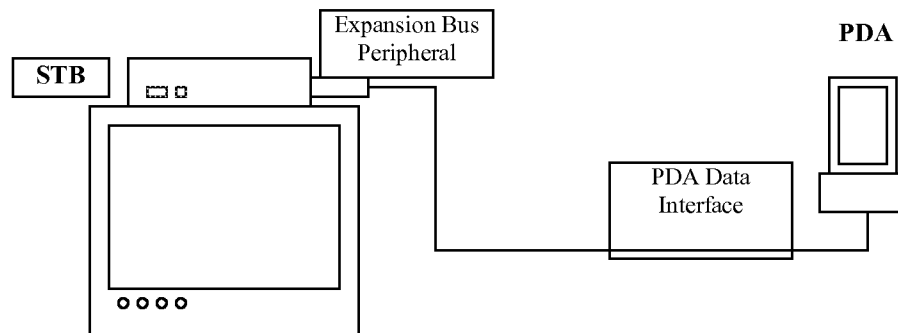 Expansion Bus
Peripheral
PDA
STB
PDA Data
Interface